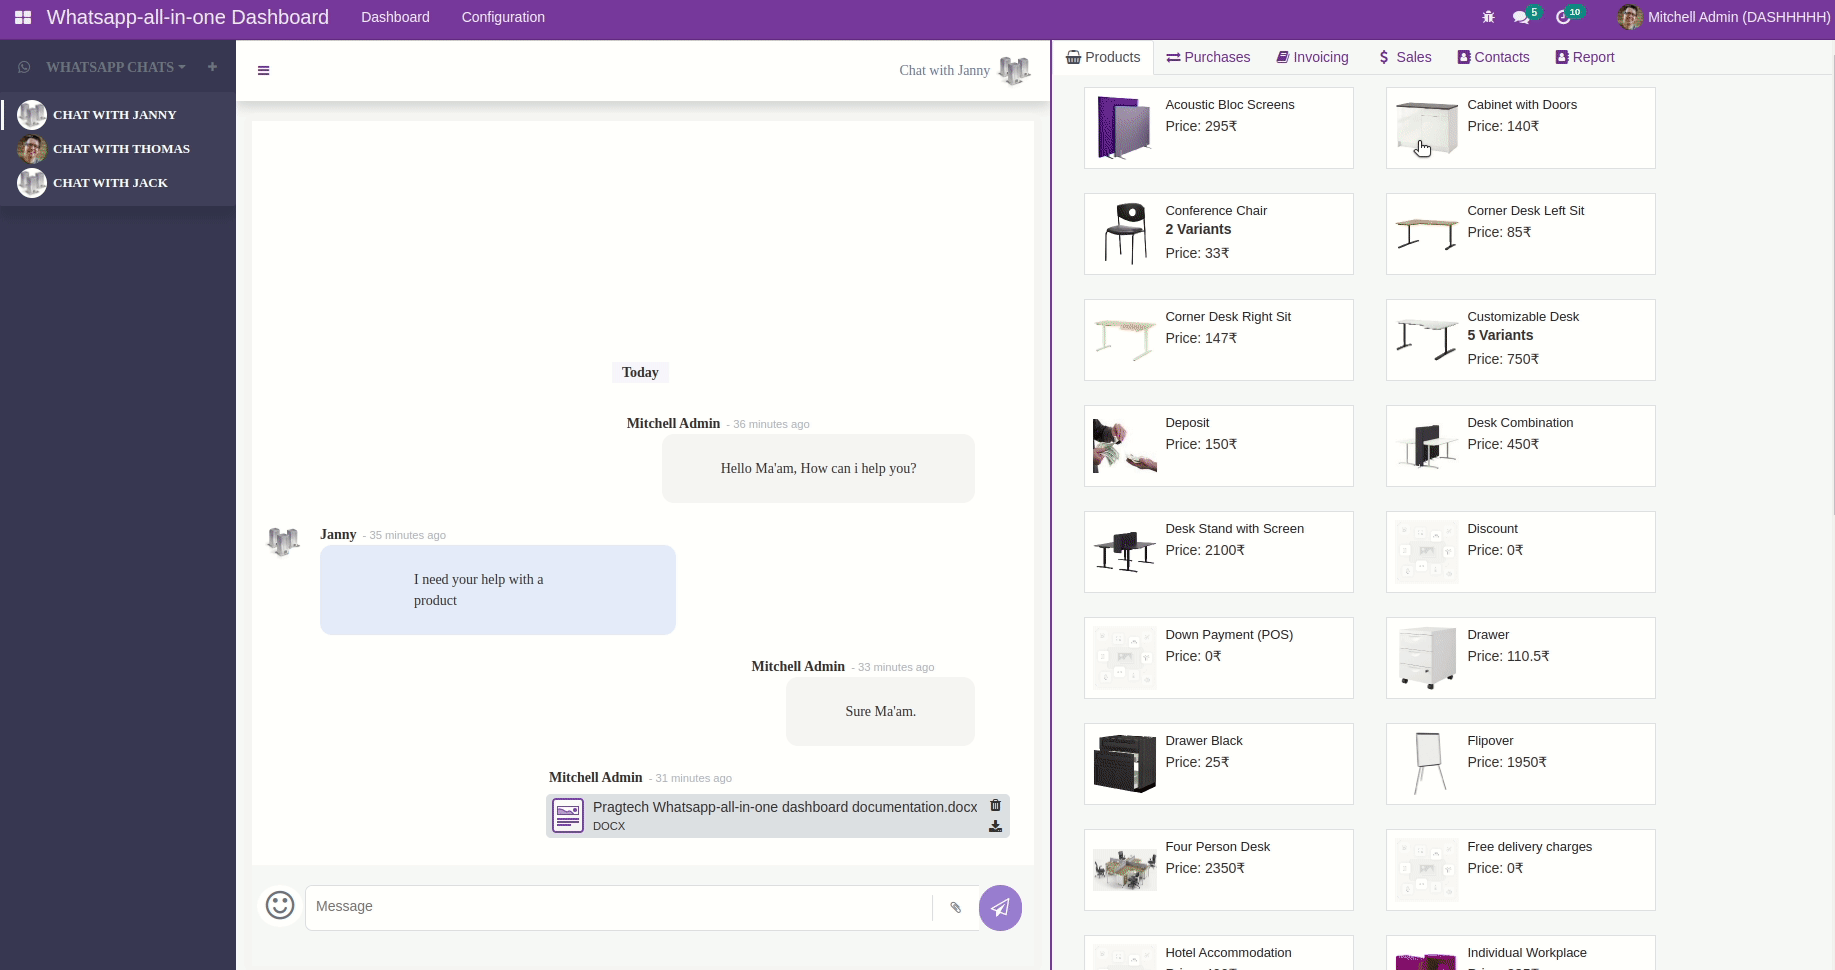 Whatsapp-all-in-one Dashboard
Dashboard
Configuration
5
10
Mitchell Admin (DASHHHHH)
WHATSAPP CHATS
CHAT WITH JANNY
CHAT WITH THOMAS
CHAT WITH JACK
Chat with Janny
Today
Mitchell Admin - 36 minutes ago
Hello Ma'am, How can i help you?
Janny - 35 minutes ago
I need your help with a
product
Mitchell Admin - 33 minutes ago
Sure Ma'am.
Mitchell Admin - 31 minutes ago
Pragtech Whatsapp-all-in-one dashboard documentation.docx
DOCX
Message
Products
Purchases
Invoicing
Sales
Contacts
Report
Acoustic Bloc Screens
Price: 295₹
Cabinet with Doors
Price: 140₹
Conference Chair
2 Variants
Price: 33₹
Corner Desk Left Sit
Price: 85₹
Corner Desk Right Sit
Price: 147₹
Customizable Desk
5 Variants
Price: 750₹
Deposit
Price: 150₹
Desk Combination
Price: 450₹
Desk Stand with Screen
Price: 2100₹
Discount
Price: 0₹
Down Payment (POS)
Price: 0₹
Drawer
Price: 110.5₹
Drawer Black
Price: 25₹
Flipover
Price: 1950₹
Four Person Desk
Price: 2350₹
Free delivery charges
Price: 0₹
Hotel Accommodation
Individual Workplace